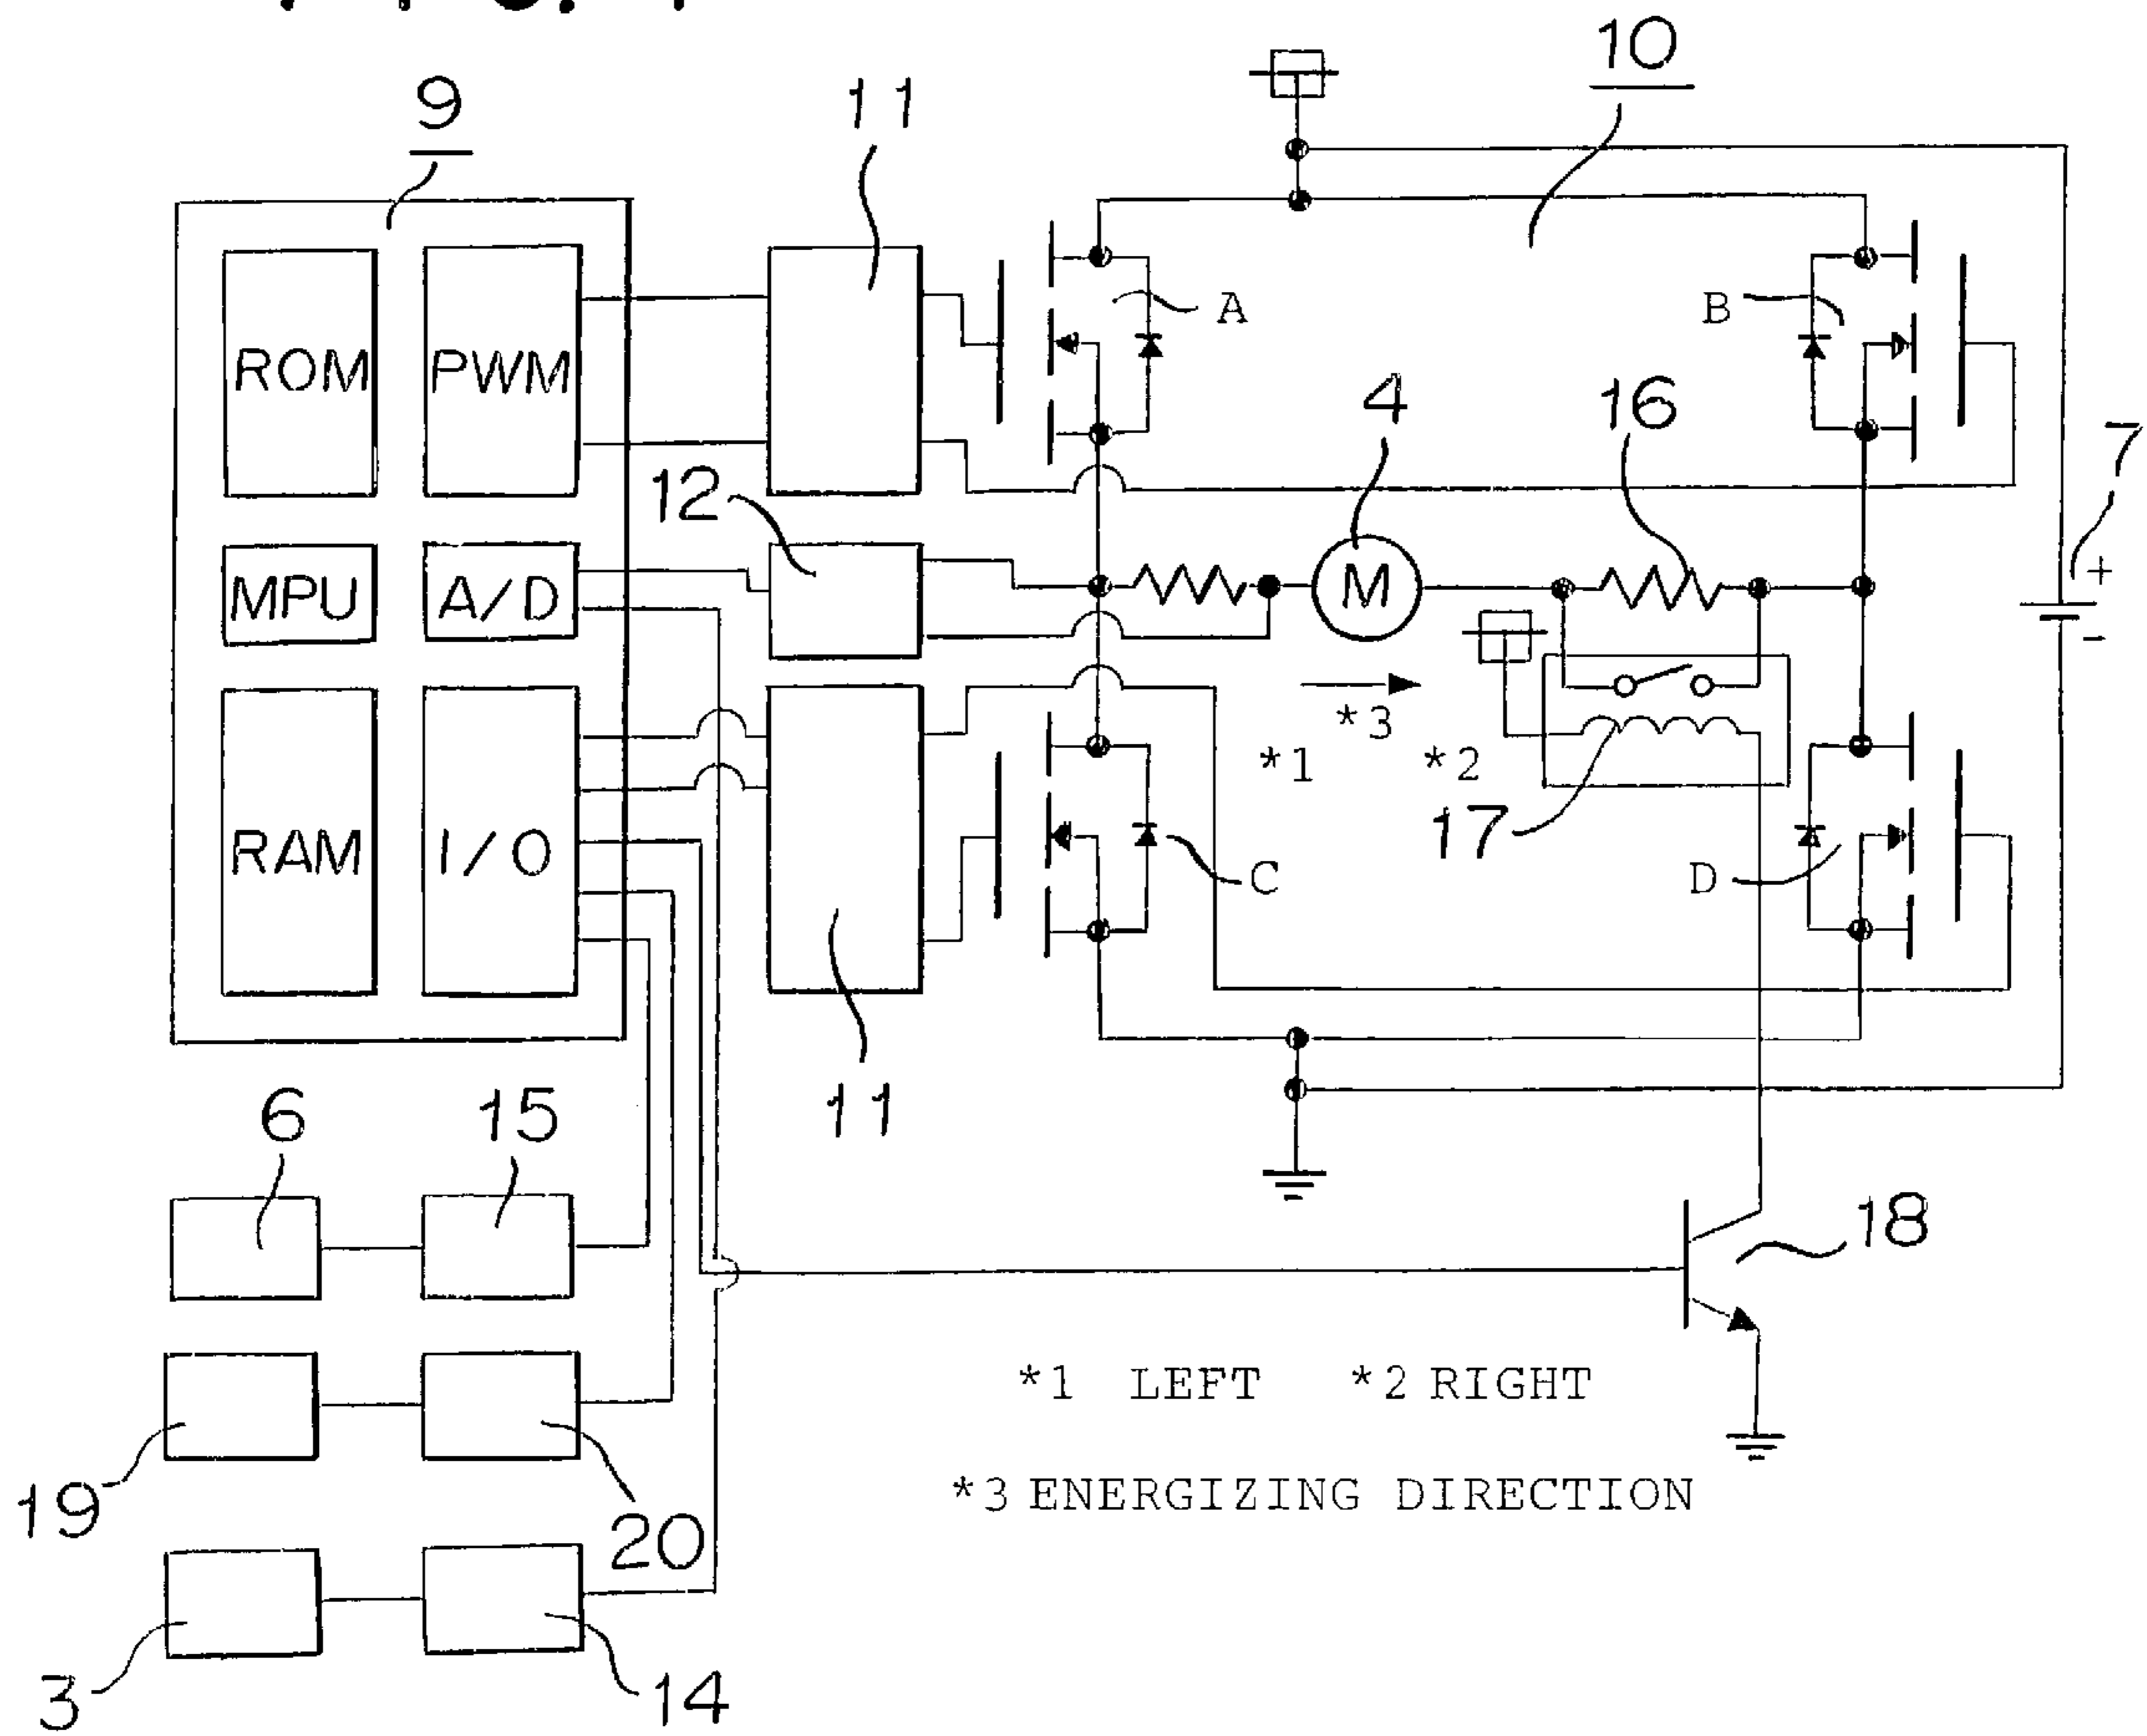 10
9
11
A
B
ROM
PWM
4
16
7
12
+
MPU
A/D
M
-
*3
*1
*2
17
RAM
I/O
C
D
6
15
11
18
*1 LEFT *2 RIGHT
19
20
*3 ENERGIZING DIRECTION
3
14